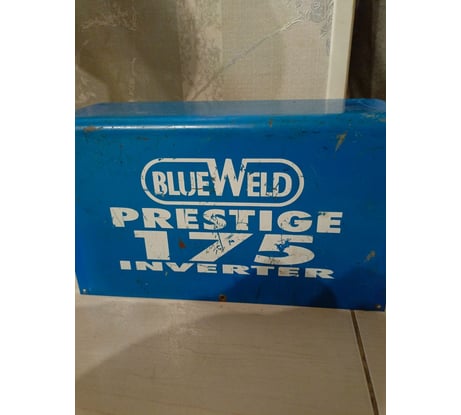 BLUEWELD
PRESTIGE
175
INVERTER